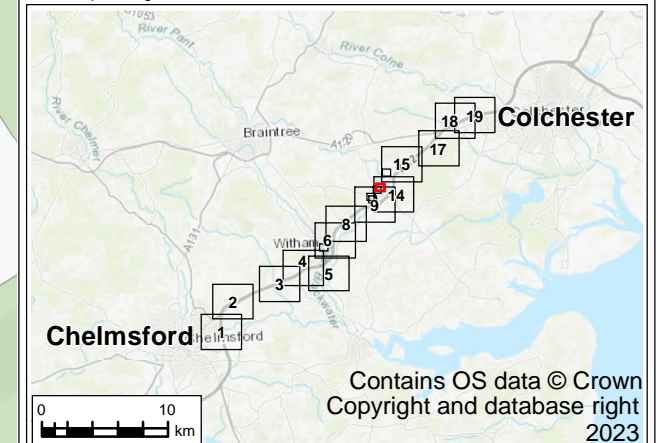 River Pant
River Colne
River Chelmer
Braintree
A120
A131
18 19 Colchester
17
15
14
9
8
6
Witham
4
5
3
2
Chelmsford 1
Chelmsford
Contains OS data © Crown
Copyright and database right
2023
0 10
km